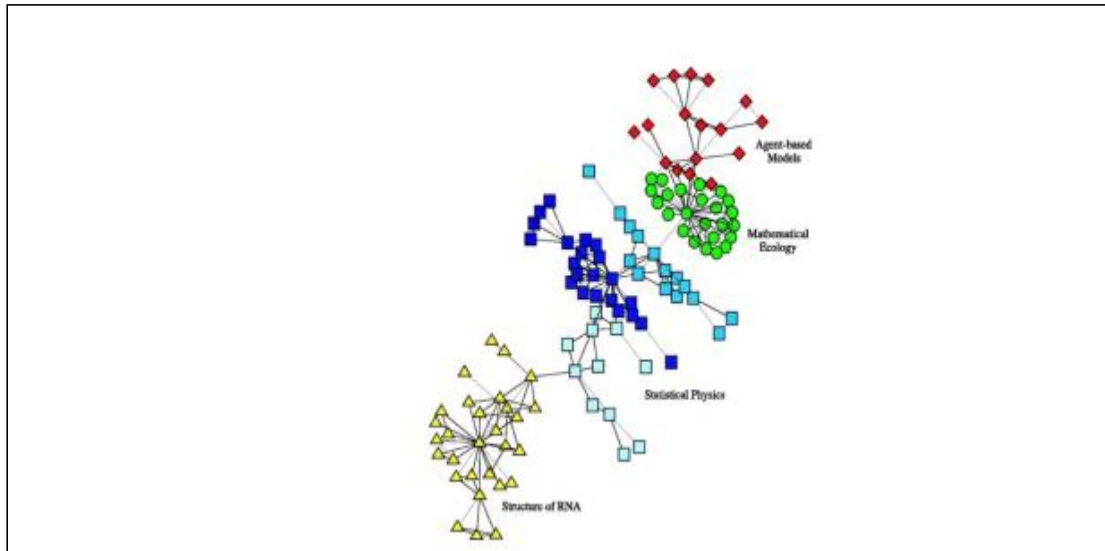 Agent-based
Models
Mathematical
Ecology
Statistical Physics
Structure of RNA